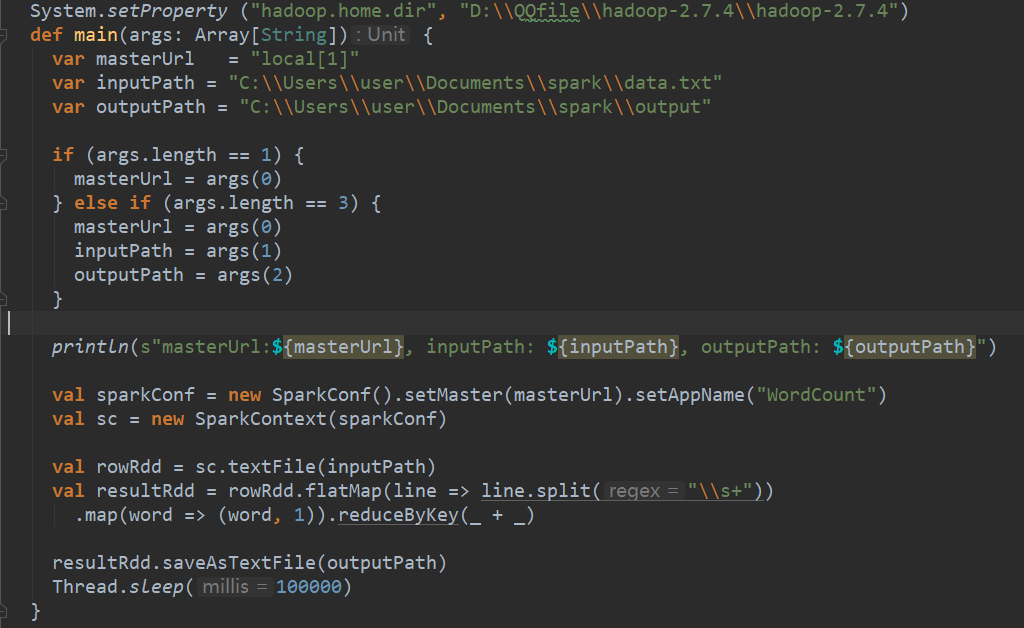 System.setProperty ("hadoop.home.dir", "D:\\QQfile\\hadoop-2.7.4\\hadoop-2.7.4")
def main(args: Array[String]) : Unit {
var masterUrl = "local[1]"
var inputPath = "C:\\Users\\user\\Documents\\spark\\data.txt"
var outputPath = "C:\\Users\\user\\Documents\\spark\\output"
if (args.length == 1) {
masterUrl = args(0)
} else if (args.length == 3) {
masterUrl = args(0)
inputPath = args(1)
outputPath = args(2)
}
println(s"masterUrl:${masterUrl}, inputPath: ${inputPath}, outputPath: ${outputPath}")
val sparkConf = new SparkConf().setMaster(masterUrl).setAppName("WordCount")
val sc = new SparkContext(sparkConf)
val rowRdd = sc.textFile(inputPath)
val resultRdd = rowRdd.flatMap(line => line.split( regex = "\\s+"))
.map(word => (word, 1)).reduceByKey(_ + _)
resultRdd.saveAsTextFile(outputPath)
Thread.sleep( millis = 100000)
}